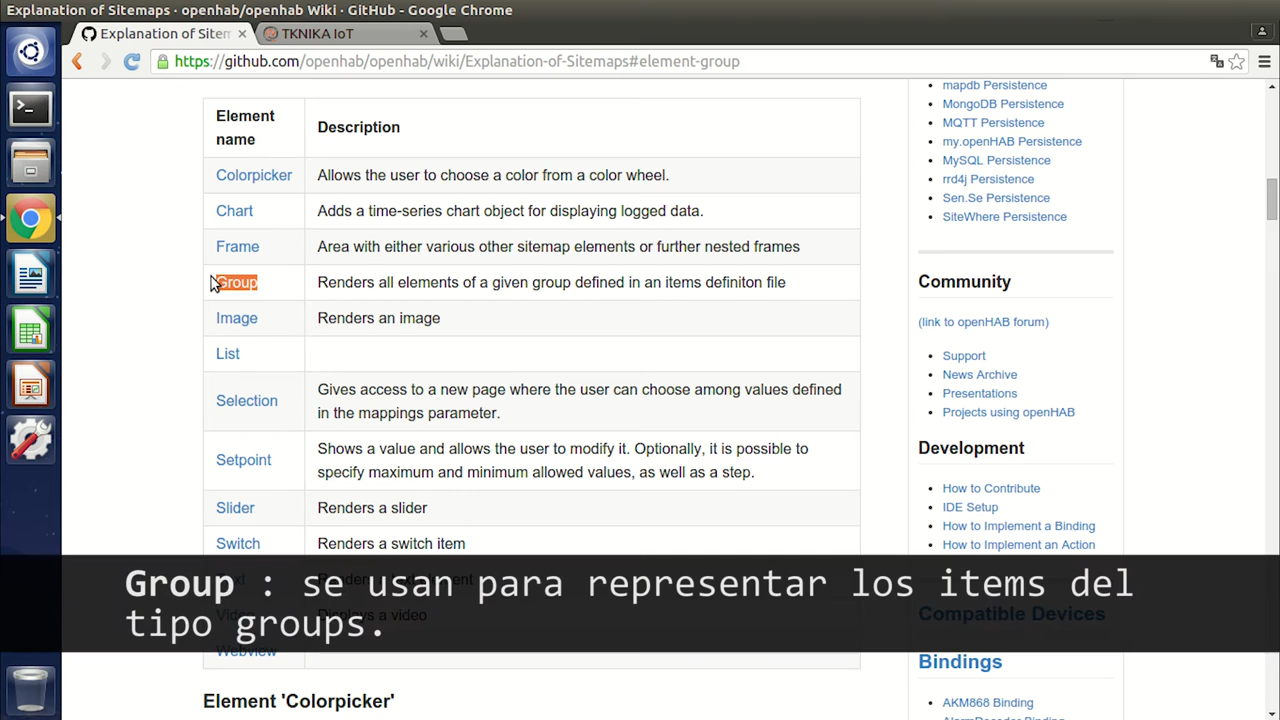 Explanation of Sitemaps · openhab/openhab Wiki · GitHub - Google Chrome
Explanation of Sitem
TKNIKA IoT
https://github.com/openhab/openhab/wiki/Explanation-of-Sitemaps#element-group
Element name
Description
Colorpicker
Allows the user to choose a color from a color wheel.
Chart
Adds a time-series chart object for displaying logged data.
Frame
Area with either various other sitemap elements or further nested frames
Group
Renders all elements of a given group defined in an items definiton file
Image
Renders an image
List
Selection
Gives access to a new page where the user can choose among values defined
in the mappings parameter.
Setpoint
Shows a value and allows the user to modify it. Optionally, it is possible to
specify maximum and minimum allowed values, as well as a step.
Slider
Renders a slider
Switch
Renders a switch item
Video
Displays a video
Webview
Element 'Colorpicker'
mapdb Persistence
MongoDB Persistence
MQTT Persistence
my.openHAB Persistence
MySQL Persistence
rrd4j Persistence
Sen.Se Persistence
SiteWhere Persistence
Community
(link to openHAB forum)
Support
News Archive
Presentations
Projects using openHAB
Development
How to Contribute
IDE Setup
How to Implement a Binding
How to Implement an Action
Compatible Devices
Bindings
AKM868 Binding
AlarmDecoder Binding
Group : se usan para representar los items del
tipo groups.